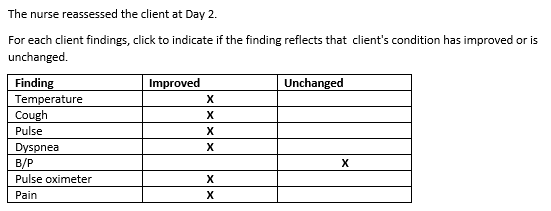 The nurse reassessed the client at Day 2.
For each client findings, click to indicate if the finding reflects that client's condition has improved or is
unchanged.
Finding Improved Unchanged
Temperature X
Cough X
Pulse X
Dyspnea X
B/P X
Pulse oximeter X
Pain X